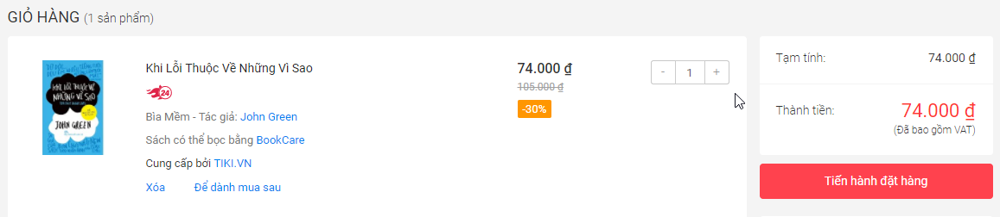 GIỎ HÀNG (1 sản phẩm)
Khi Lỗi Thuộc Về Những Vì Sao
24
Bìa Mềm - Tác giả: John Green
Sách có thể bọc bằng BookCare
Cung cấp bởi TIKI.VN
Xóa Để dành mua sau
KHI LỖI THUỘC VỀ
NHỮNG VÌ SAO
JOHN GREEN
74.000 ₫
105.000 ₫
-30%
- 1 +
Tạm tính: 74.000 ₫
Thành tiền: 74.000 ₫
(Đã bao gồm VAT)
Tiến hành đặt hàng